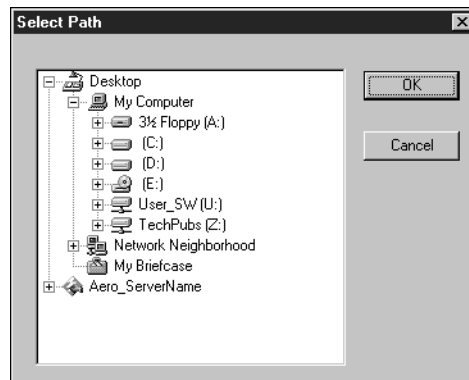 Select Path
Desktop
My Computer
3½ Floppy (A:)
(C:)
(D:)
(E:)
User_SW (U:)
TechPubs (Z:)
Network Neighborhood
My Briefcase
Aero_ServerName
OK
Cancel